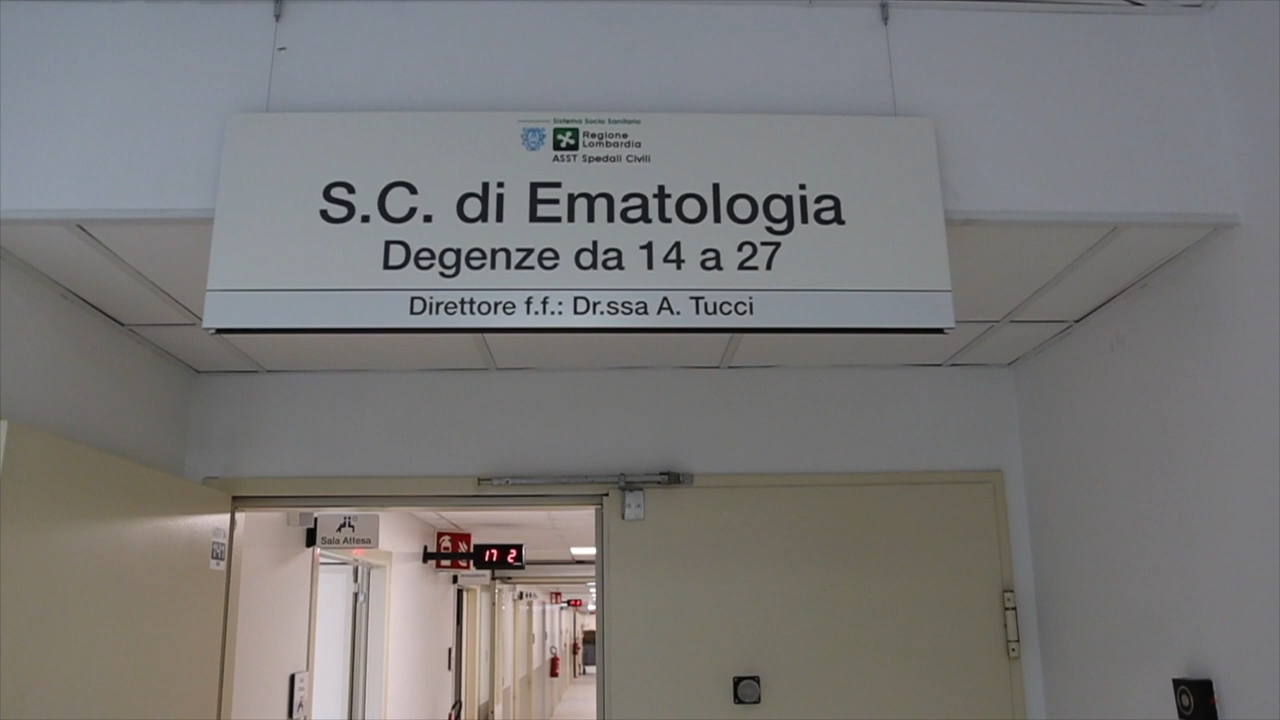 Sistema Socio Sanitario
Regione
Lombardia
ASST Spedali Civili
S.C. di Ematologia
Degenze da 14 a 27
Direttore f.f.: Dr.ssa A. Tucci
Sala Attesa
17 2